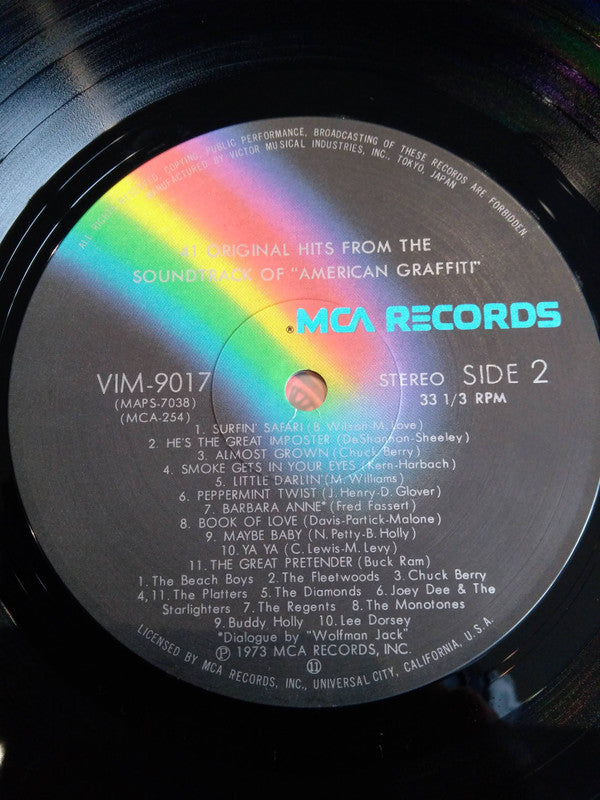 ALL RIGHTS RESERVED, COPYING, PUBLIC PERFORMANCE, BROADCASTING OF THESE RECORDS ARE FORBIDDEN.
MANUFACTURED BY VICTOR MUSICAL INDUSTRIES, INC., TOKYO, JAPAN
41 ORIGINAL HITS FROM THE
SOUNDTRACK OF "AMERICAN GRAFFITI"
® MCA RECORDS
VIM-9017
(MAPS-7038)
(MCA-254)
STEREO SIDE 2
33 1/3 RPM
1. SURFIN' SAFARI (B. Wilson-M. Love)
2. HE'S THE GREAT IMPOSTER (DeShannon-Sheeley)
3. ALMOST GROWN (Chuck Berry)
4. SMOKE GETS IN YOUR EYES (Kern-Harbach)
5. LITTLE DARLIN' (M. Williams)
6. PEPPERMINT TWIST (J. Henry-D. Glover)
7. BARBARA ANNE* (Fred Fassert)
8. BOOK OF LOVE (Davis-Partick-Malone)
9. MAYBE BABY (N. Petty-B. Holly)
10. YA YA (C. Lewis-M. Levy)
11. THE GREAT PRETENDER (Buck Ram)
1. The Beach Boys 2. The Fleetwoods 3. Chuck Berry
4, 11. The Platters 5. The Diamonds 6. Joey Dee & The
Starlighters 7. The Regents 8. The Monotones
9. Buddy Holly 10. Lee Dorsey
*Dialogue by "Wolfman Jack"
℗ 1973 MCA RECORDS, INC.
⑪
LICENSED BY MCA RECORDS, INC., UNIVERSAL CITY, CALIFORNIA, U.S.A.